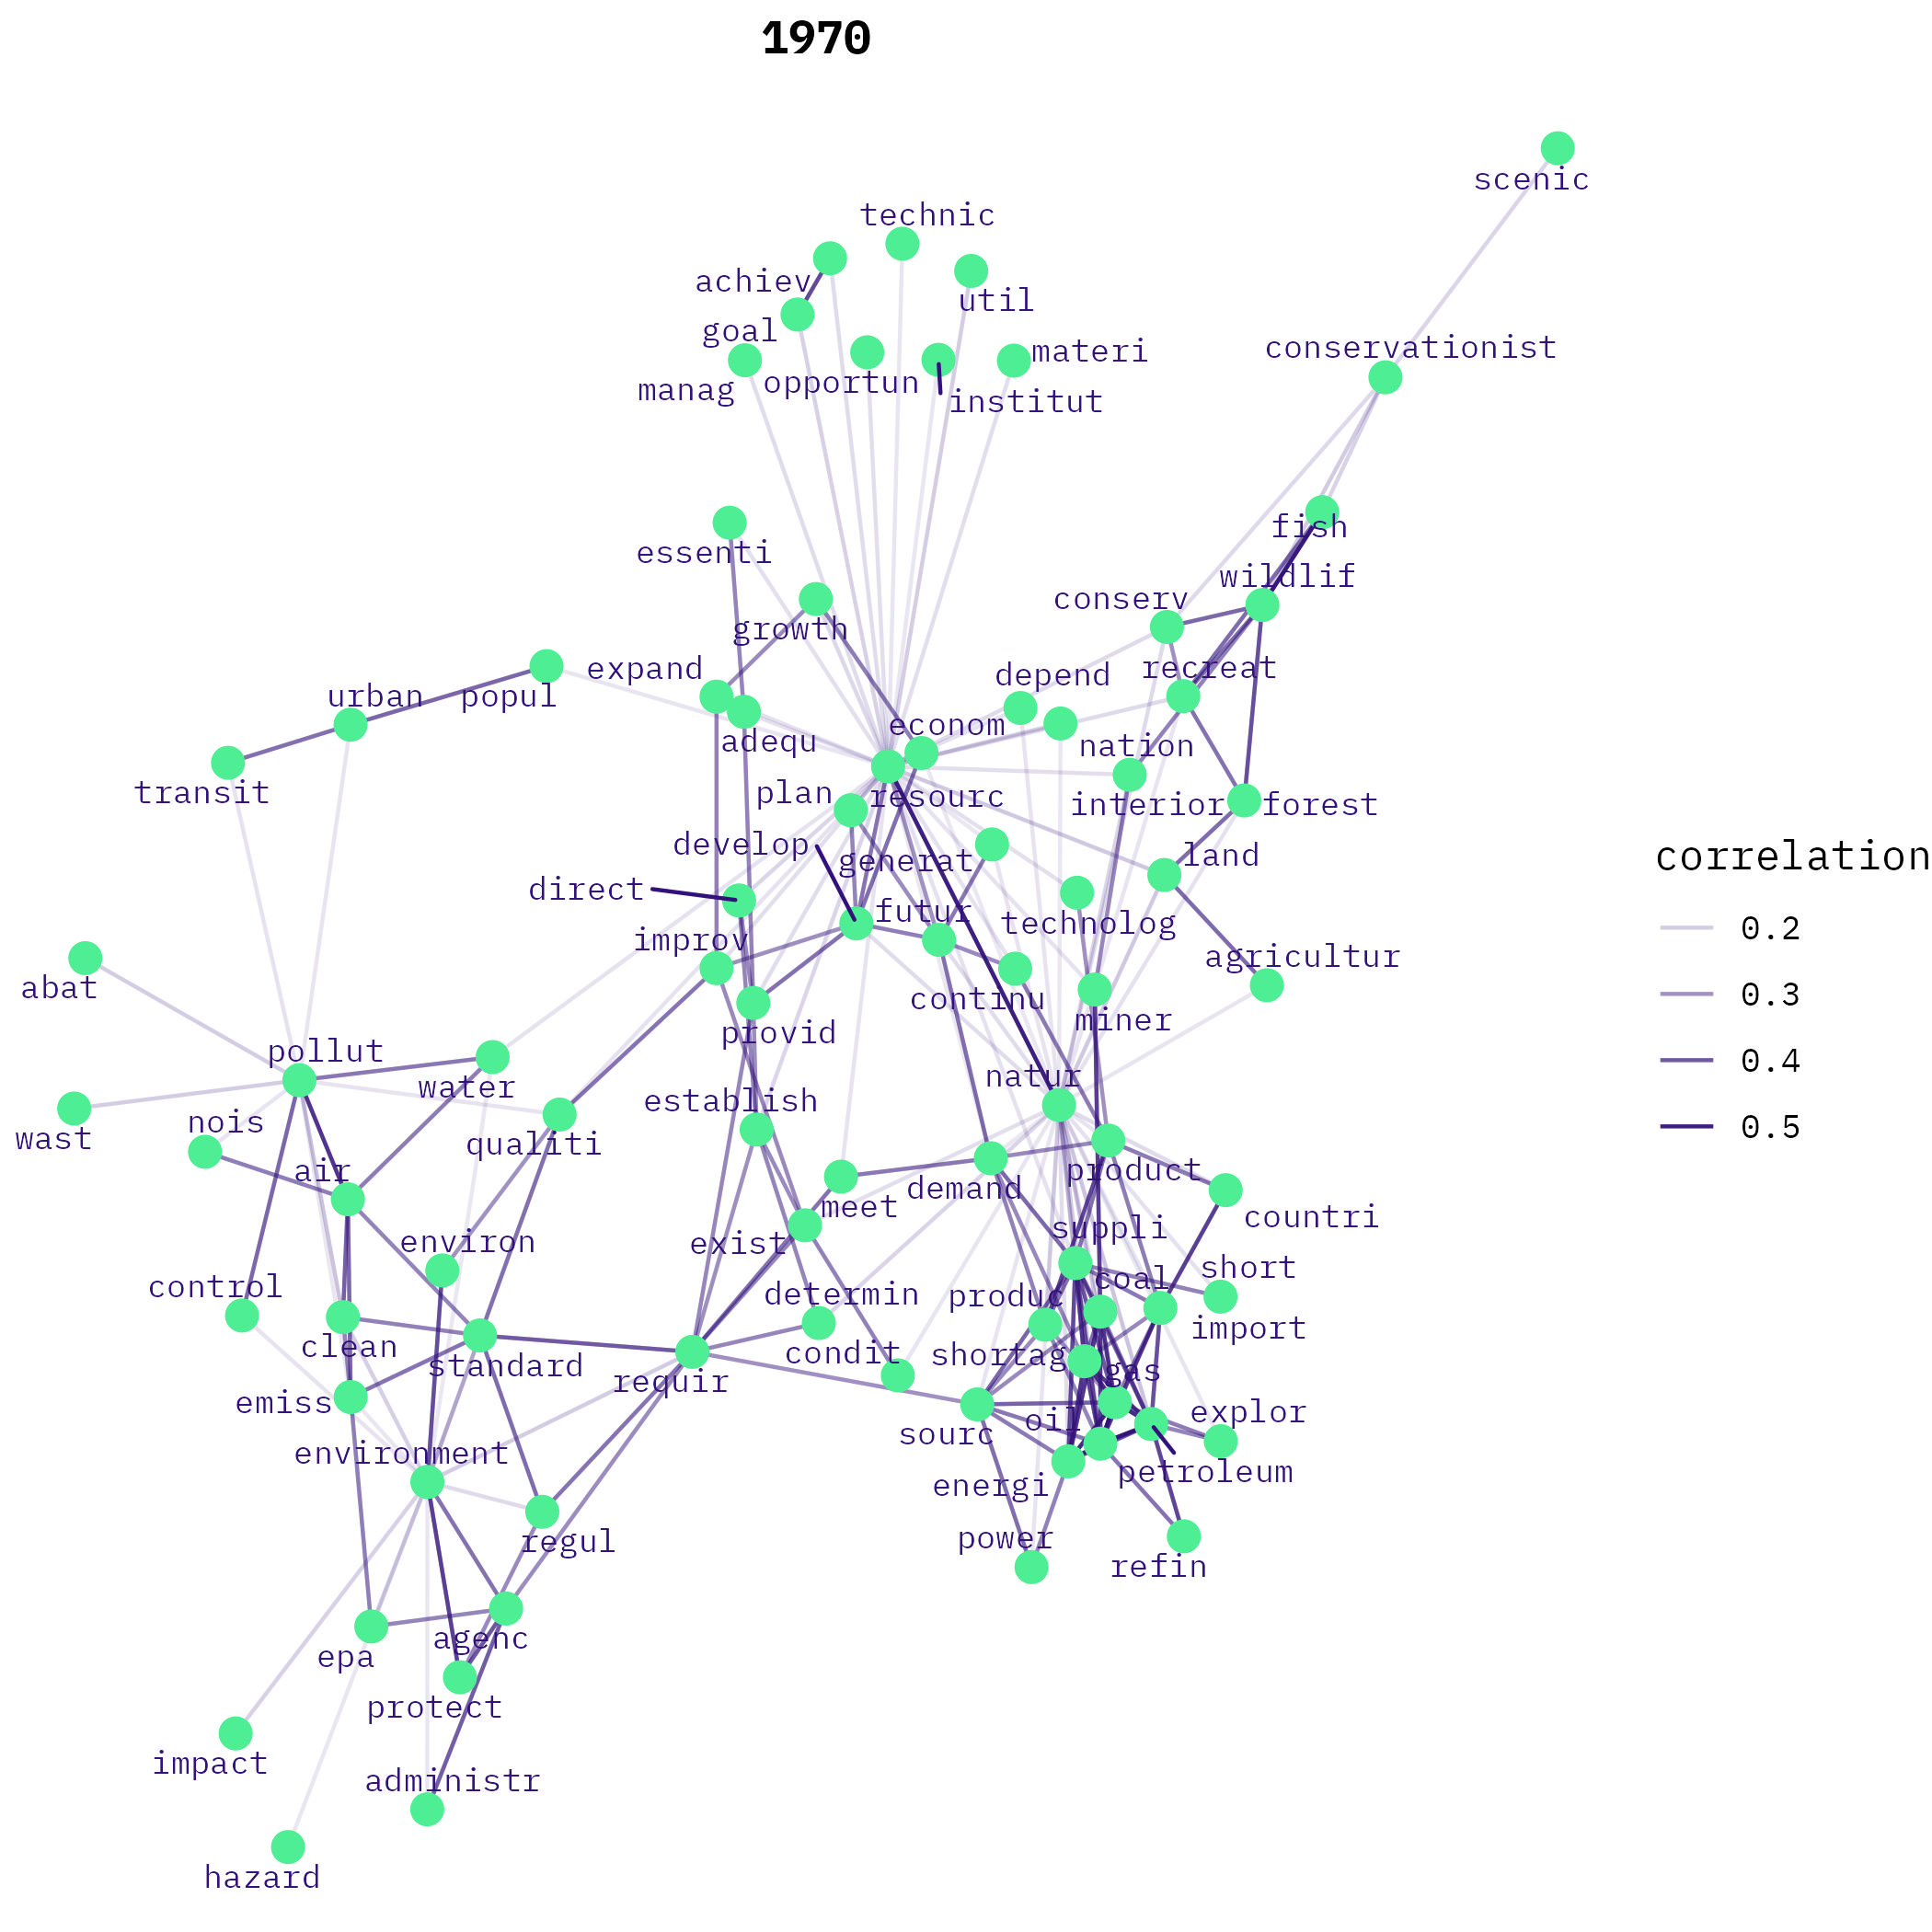 1970
scenic
technic
achiev
util
goal
conservationist
materi
manag
opportun
institut
fish
essenti
wildlif
conserv
growth
expand
depend
recreat
urban
popul
econom
adequ
nation
transit
plan
resourc
interior
forest
develop
generat
land
correlation
direct
futur
technolog
0.2
improv
agricultur
abat
continu
0.3
miner
provid
pollut
natur
0.4
water
establish
nois
0.5
wast
qualiti
air
product
demand
meet
countri
suppli
environ
exist
short
coal
control
determin
produc
import
clean
condit
shortag
standard
gas
requir
emiss
oil
explor
sourc
environment
petroleum
energi
power
regul
refin
agenc
epa
protect
impact
administr
hazard